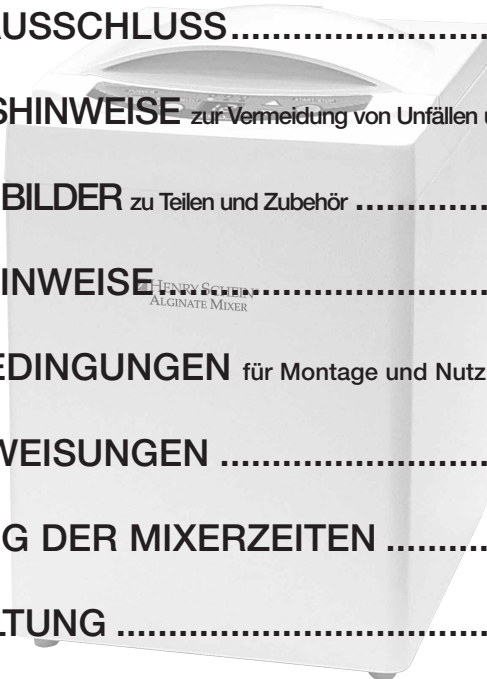 AUSSCHLUSS.........................
SHINWEISE zur Vermeidung von Unfällen u
BILDER zu Teilen und Zubehör .............
INWEISE..................................
HENRY SCHEIN®
ALGINATE MIXER
EDINGUNGEN für Montage und Nutz
WEISUNGEN ..........................
G DER MIXERZEITEN ..........
LTUNG ....................................